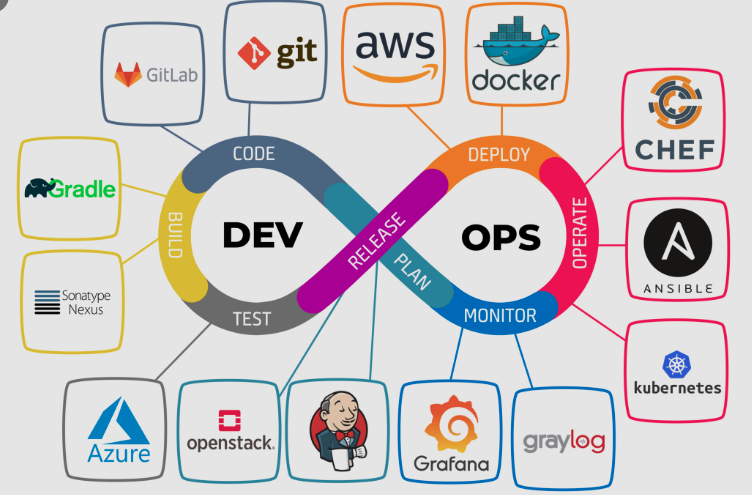 GitLab
git
aws
docker
CHEF
CODE
DEPLOY
Gradle
BUILD
DEV
RELEASE
OPS
OPERATE
ANSIBLE
PLAN
Sonatype
Nexus
TEST
MONITOR
kubernetes
Azure
openstack.
Grafana
graylog